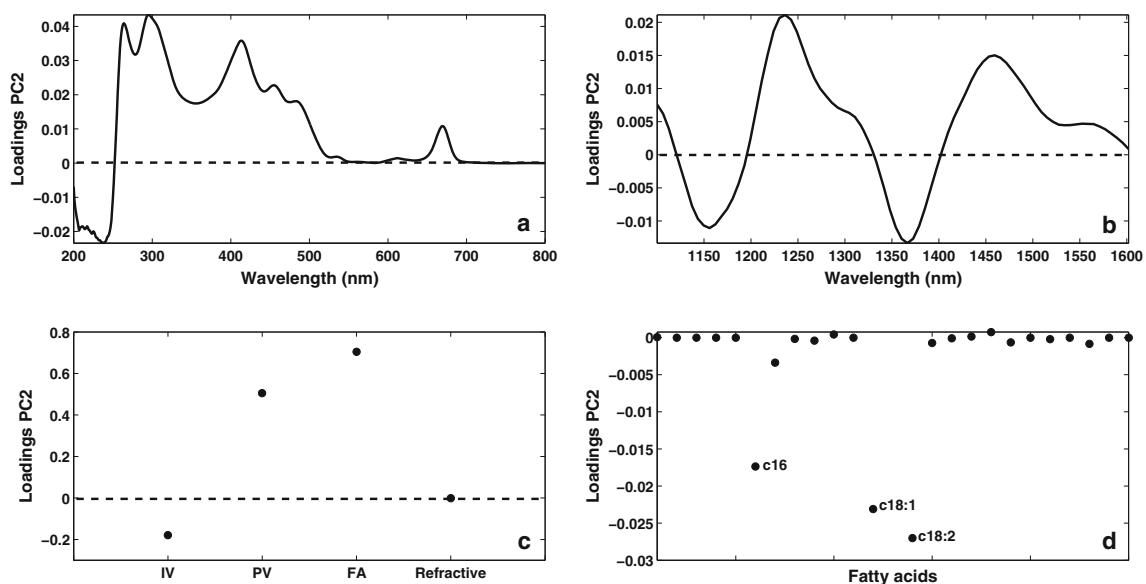 Loadings PC2
0.04
0.03
0.02
0.01
0
−0.01
−0.02
200 300 400 500 600 700 800
Wavelength (nm)
a
Loadings PC2
0.02
0.015
0.01
0.005
0
−0.005
−0.01
1150 1200 1250 1300 1350 1400 1450 1500 1550 1600
Wavelength (nm)
b
Loadings PC2
0.8
0.6
0.4
0.2
0
−0.2
IV PV FA Refractive
c
Loadings PC2
0
−0.005
−0.01
−0.015
−0.02
−0.025
−0.03
c16
c18:1
c18:2
Fatty acids
d